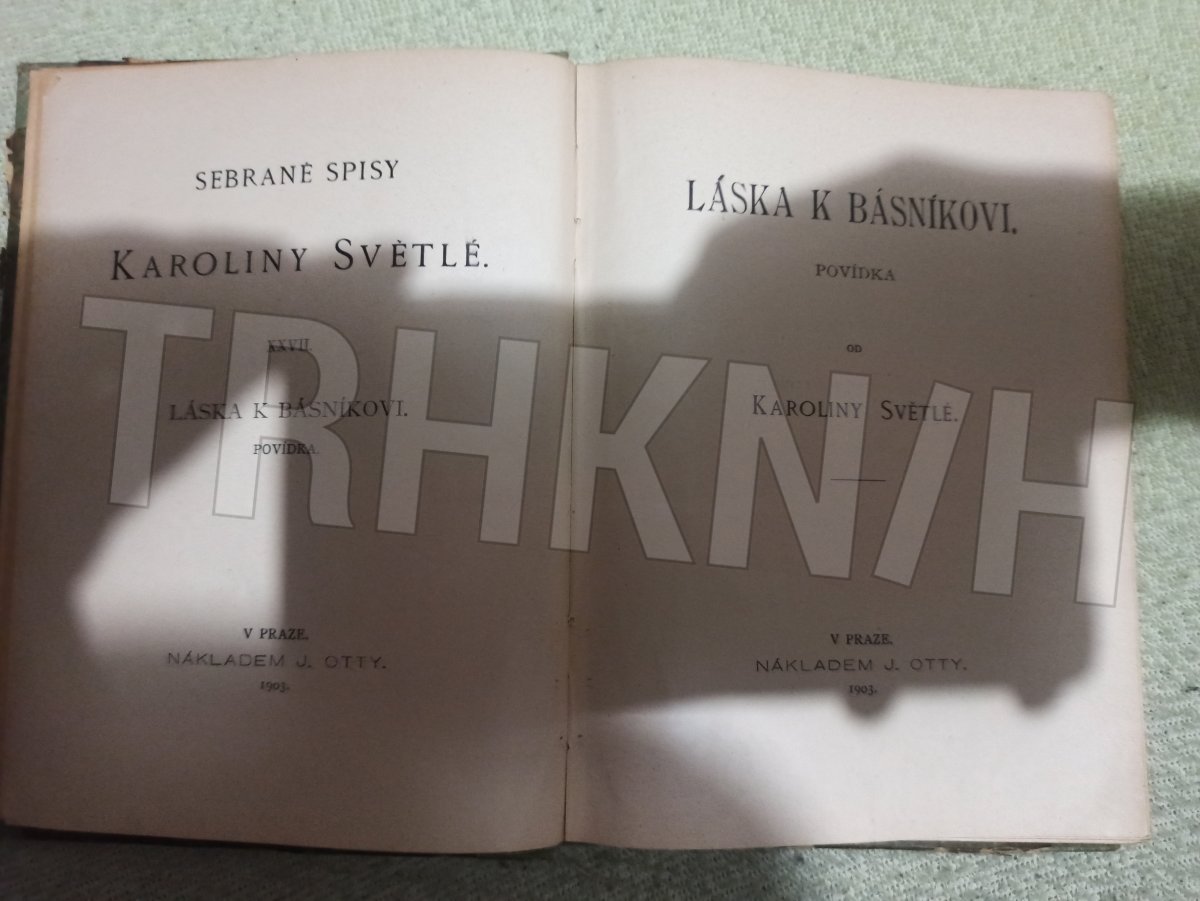 SEBRANÉ SPISY
KAROLINY SVĚTLÉ.
XXVII.
LÁSKA K BÁSNÍKOVI.
POVÍDKA.
V PRAZE.
NÁKLADEM J. OTTY.
1903.
LÁSKA K BÁSNÍKOVI.
POVÍDKA
OD
KAROLINY SVĚTLÉ.
V PRAZE.
NÁKLADEM J. OTTY.
1903.
TRHKN/H